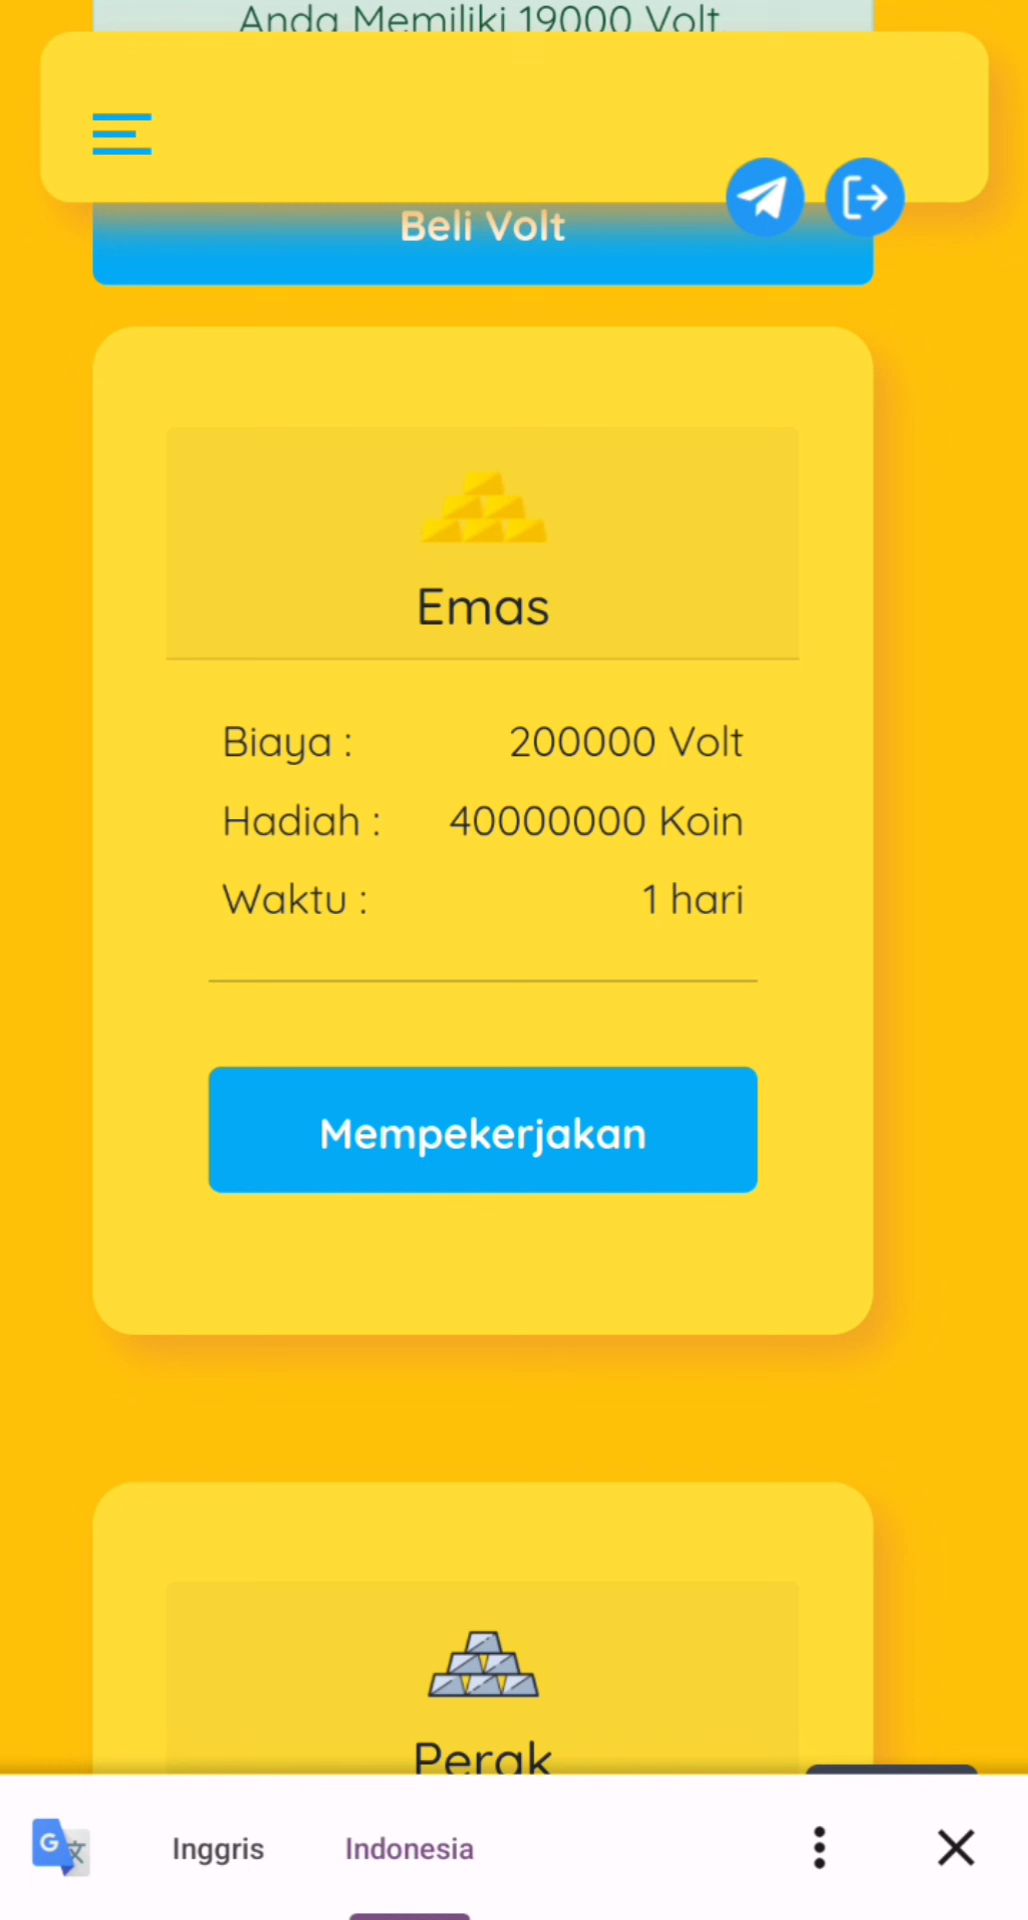 Anda Memiliki 19000 Volt.
Beli Volt
Emas
Biaya : 200000 Volt
Hadiah : 40000000 Koin
Waktu : 1 hari
Mempekerjakan
Perak
G 文
Inggris Indonesia